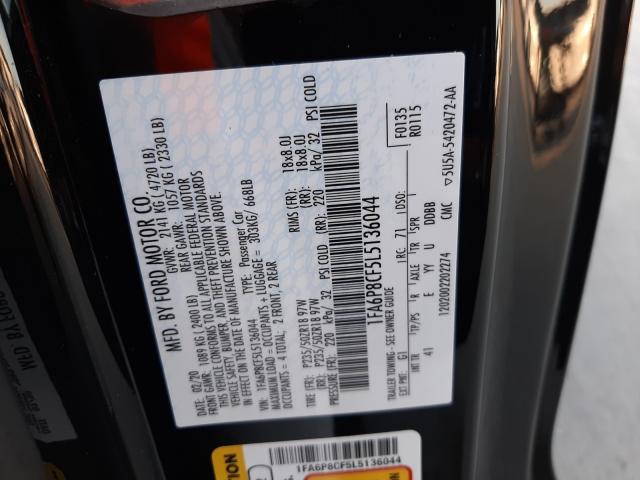 MFD. BY FORD MOTOR CO.
DATE: 02/20 GVWR: 2141 KG ( 4720 LB)
FRONT GAWR: 1089 KG ( 2400 LB) REAR GAWR: 1057 KG ( 2330 LB)
THIS VEHICLE CONFORMS TO ALL APPLICABLE FEDERAL MOTOR
VEHICLE SAFETY, BUMPER, AND THEFT PREVENTION STANDARDS
IN EFFECT ON THE DATE OF MANUFACTURE SHOWN ABOVE.
VIN: 1FA6P8CF5L5136044 TYPE: Passenger Car
MAXIMUM LOAD = OCCUPANTS + LUGGAGE = 303KG/ 668LB
OCCUPANTS = 4 TOTAL: 2 FRONT, 2 REAR
TIRE (FR): P235/50ZR18 97W RIMS (FR): 18x8.0J
(RR): P235/50ZR18 97W (RR): 18x8.0J
PRESSURE (FR): 220 kPa/ 32 PSI COLD (RR): 220 kPa/ 32 PSI COLD
1FA6P8CF5L5136044
TRAILER TOWING - SEE OWNER GUIDE
F0135
R0115
EXT PNT: G1 RC: 71 DSO:
INT TR TP/PS R AXLE TR SPR
41 E YY U DDBB
1202002202274 CMC ▽5U5A-5420472-AA
1FA6P8CF5L5136044